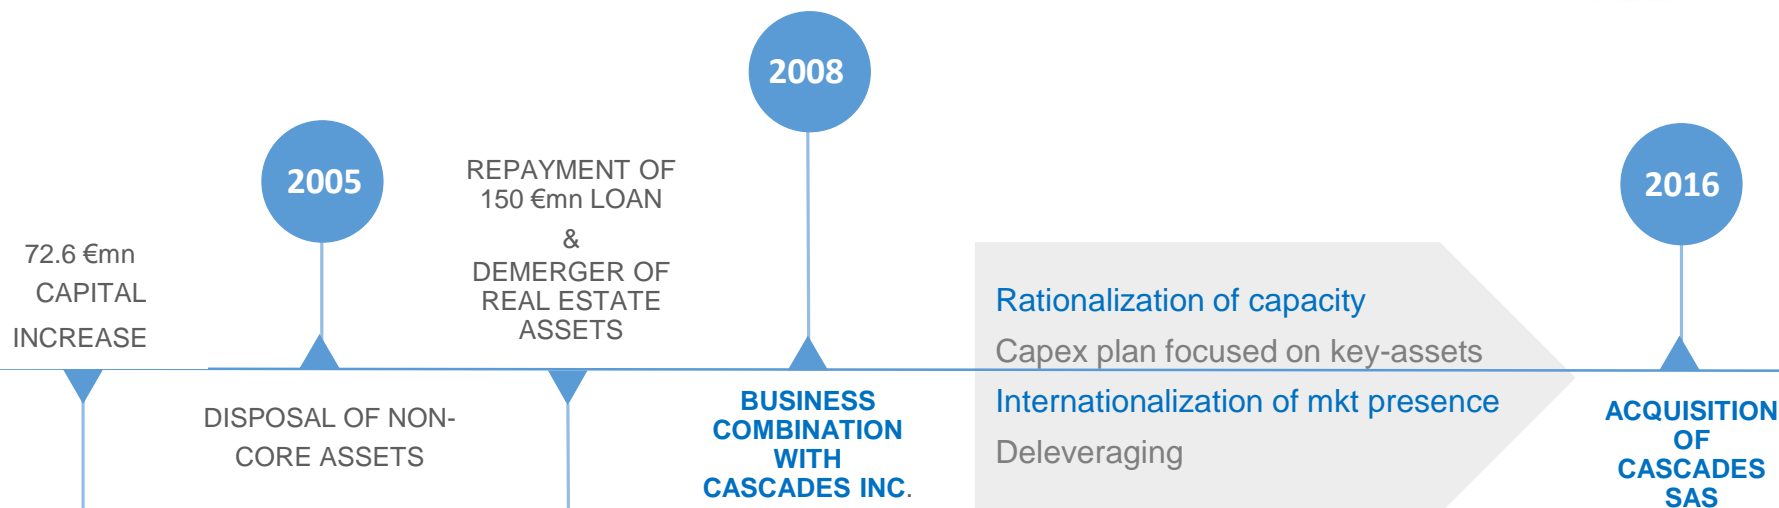 72.6 €mn
CAPITAL
INCREASE
2005
DISPOSAL OF NON-
CORE ASSETS
REPAYMENT OF
150 €mn LOAN
&
DEMERGER OF
REAL ESTATE
ASSETS
2008
BUSINESS
COMBINATION
WITH
CASCADES INC.
Rationalization of capacity
Capex plan focused on key-assets
Internationalization of mkt presence
Deleveraging
2016
ACQUISITION
OF
CASCADES
SAS